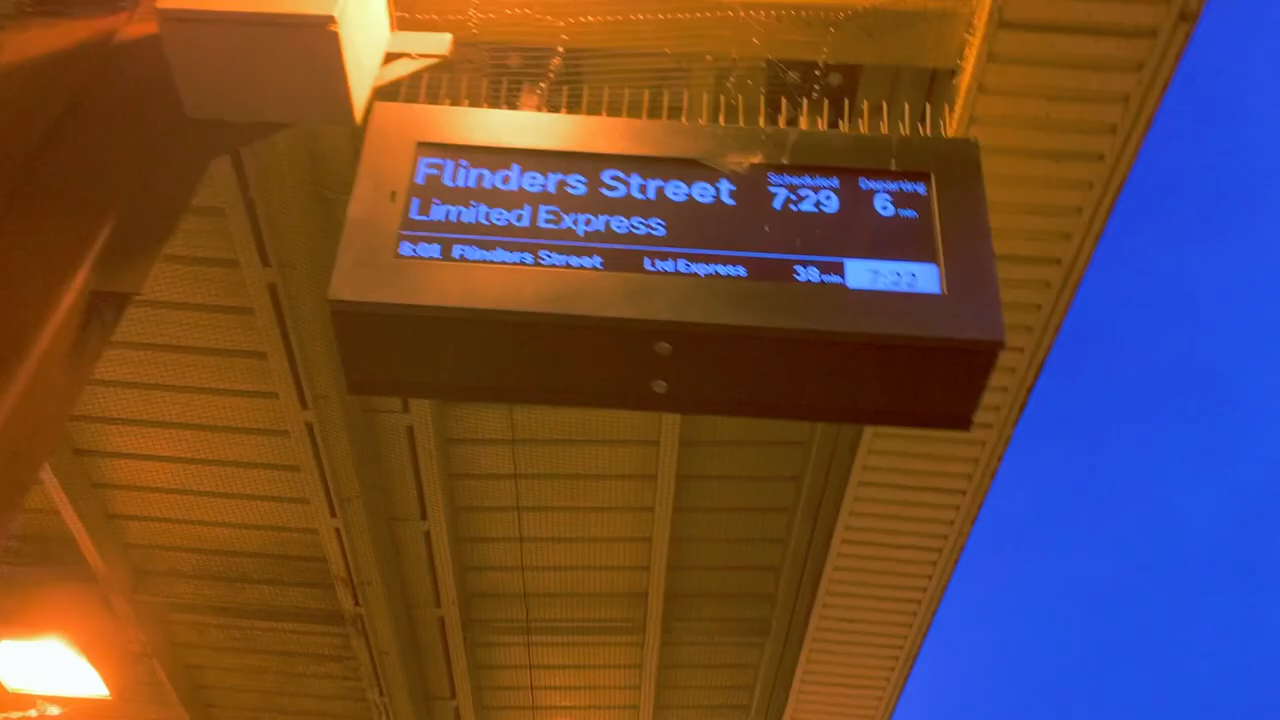 Flinders Street
Scheduled
7:29
Departing
6 min
Limited Express
8:01 Flinders Street Ltd Express 38 min